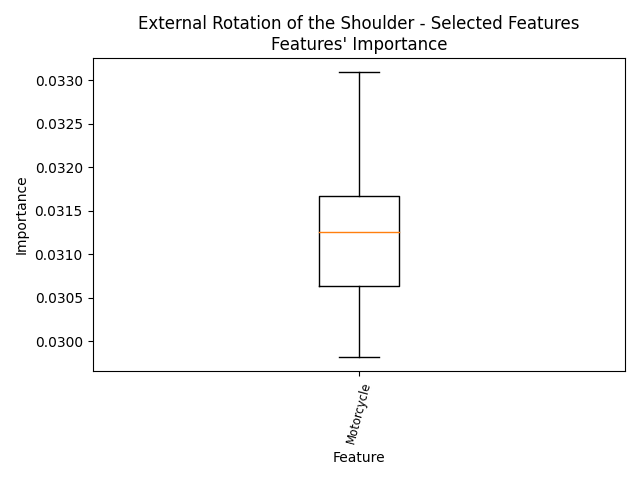 External Rotation of the Shoulder - Selected Features
Features' Importance
Importance
0.0330
0.0325
0.0320
0.0315
0.0310
0.0305
0.0300
Motorcycle
Feature